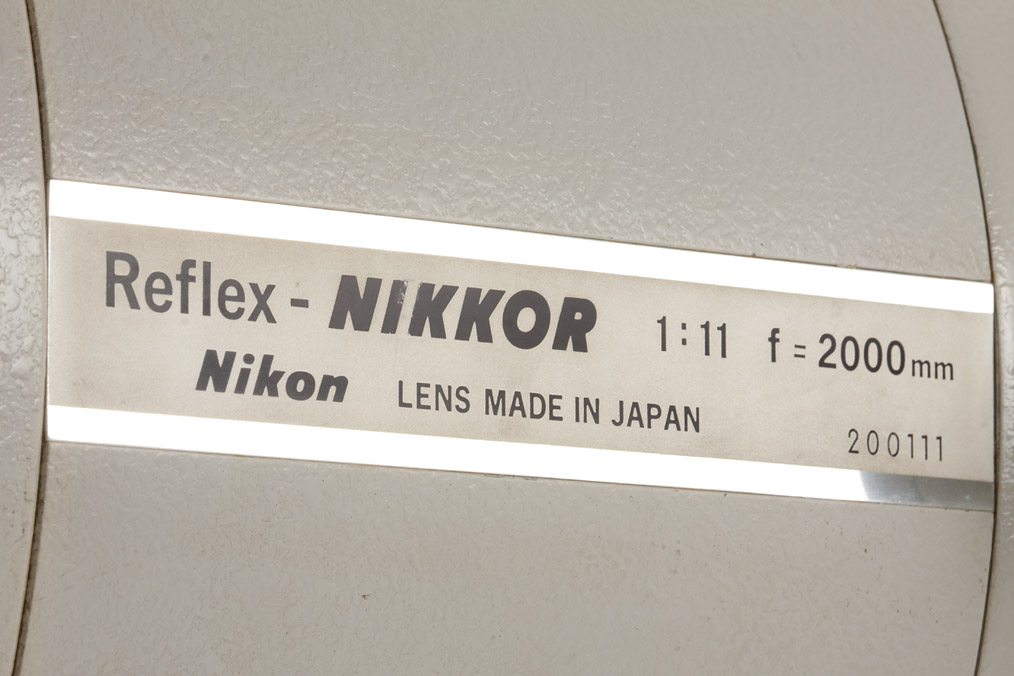 Reflex - NIKKOR 1:11 f = 2000mm
Nikon LENS MADE IN JAPAN
200111